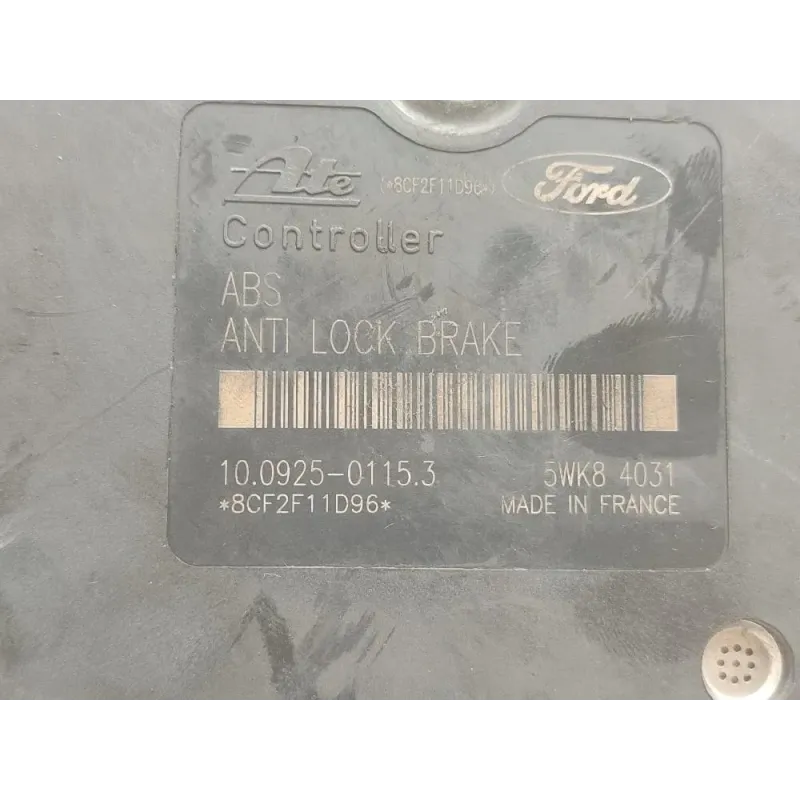 Ate (*8CF2F11D96*) Ford
Controller
ABS
ANTI LOCK BRAKE
10.0925-0115.3 5WK8 4031
*8CF2F11D96* MADE IN FRANCE